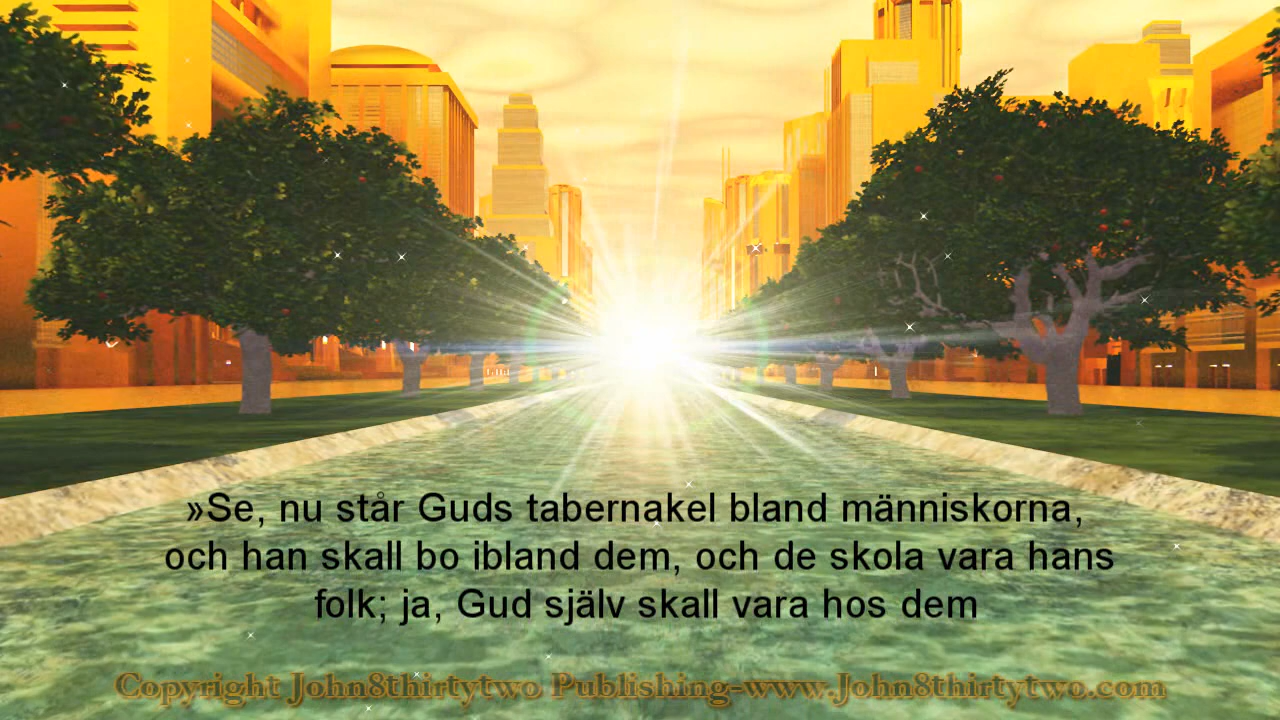 »Se, nu står Guds tabernakel bland människorna,
och han skall bo ibland dem, och de skola vara hans
folk; ja, Gud själv skall vara hos dem
Copyright John8thirtytwo Publishing-www.John8thirtytwo.com